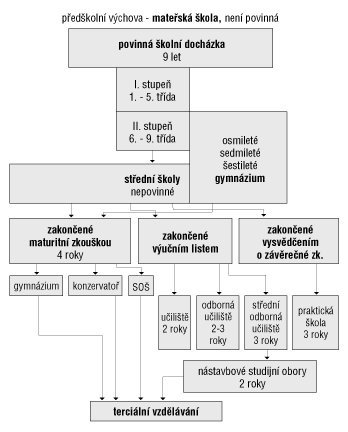 předškolní výchova - mateřská škola, není povinná
povinná školní docházka
9 let
I. stupeň
1. - 5. třída
II. stupeň
6. - 9. třída
osmileté
sedmileté
šestileté
gymnázium
střední školy
nepovinné
zakončené
maturitní zkouškou
4 roky
zakončené
výučním listem
zakončené
vysvědčením
o závěrečné zk.
gymnázium
konzervatoř
SOŠ
učiliště
2 roky
odborná
učiliště
2-3
roky
střední
odborná
učiliště
3 roky
praktická
škola
3 roky
nástavbové studijní obory
2 roky
terciální vzdělávání